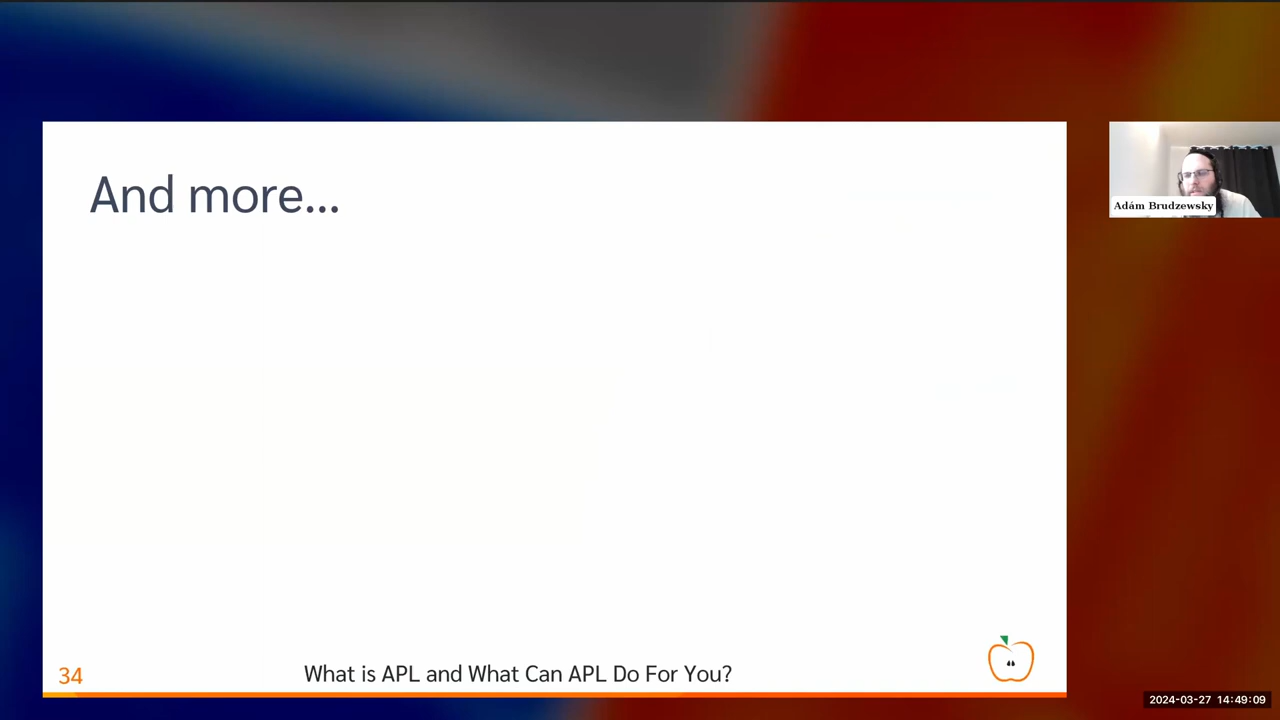 And more...
Adám Brudzewsky
34
What is APL and What Can APL Do For You?
2024-03-27 14:49:09